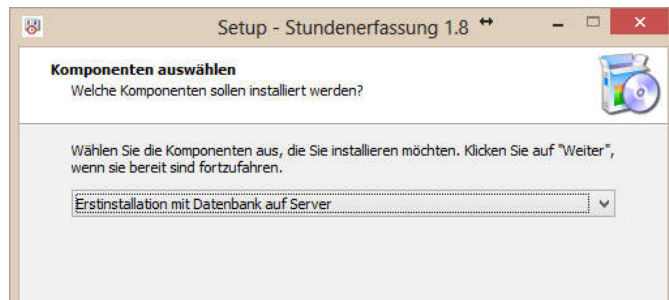 Setup - Stundenerfassung 1.8
Komponenten auswählen
Welche Komponenten sollen installiert werden?
Wählen Sie die Komponenten aus, die Sie installieren möchten. Klicken Sie auf "Weiter",
wenn sie bereit sind fortzufahren.
Erstinstallation mit Datenbank auf Server